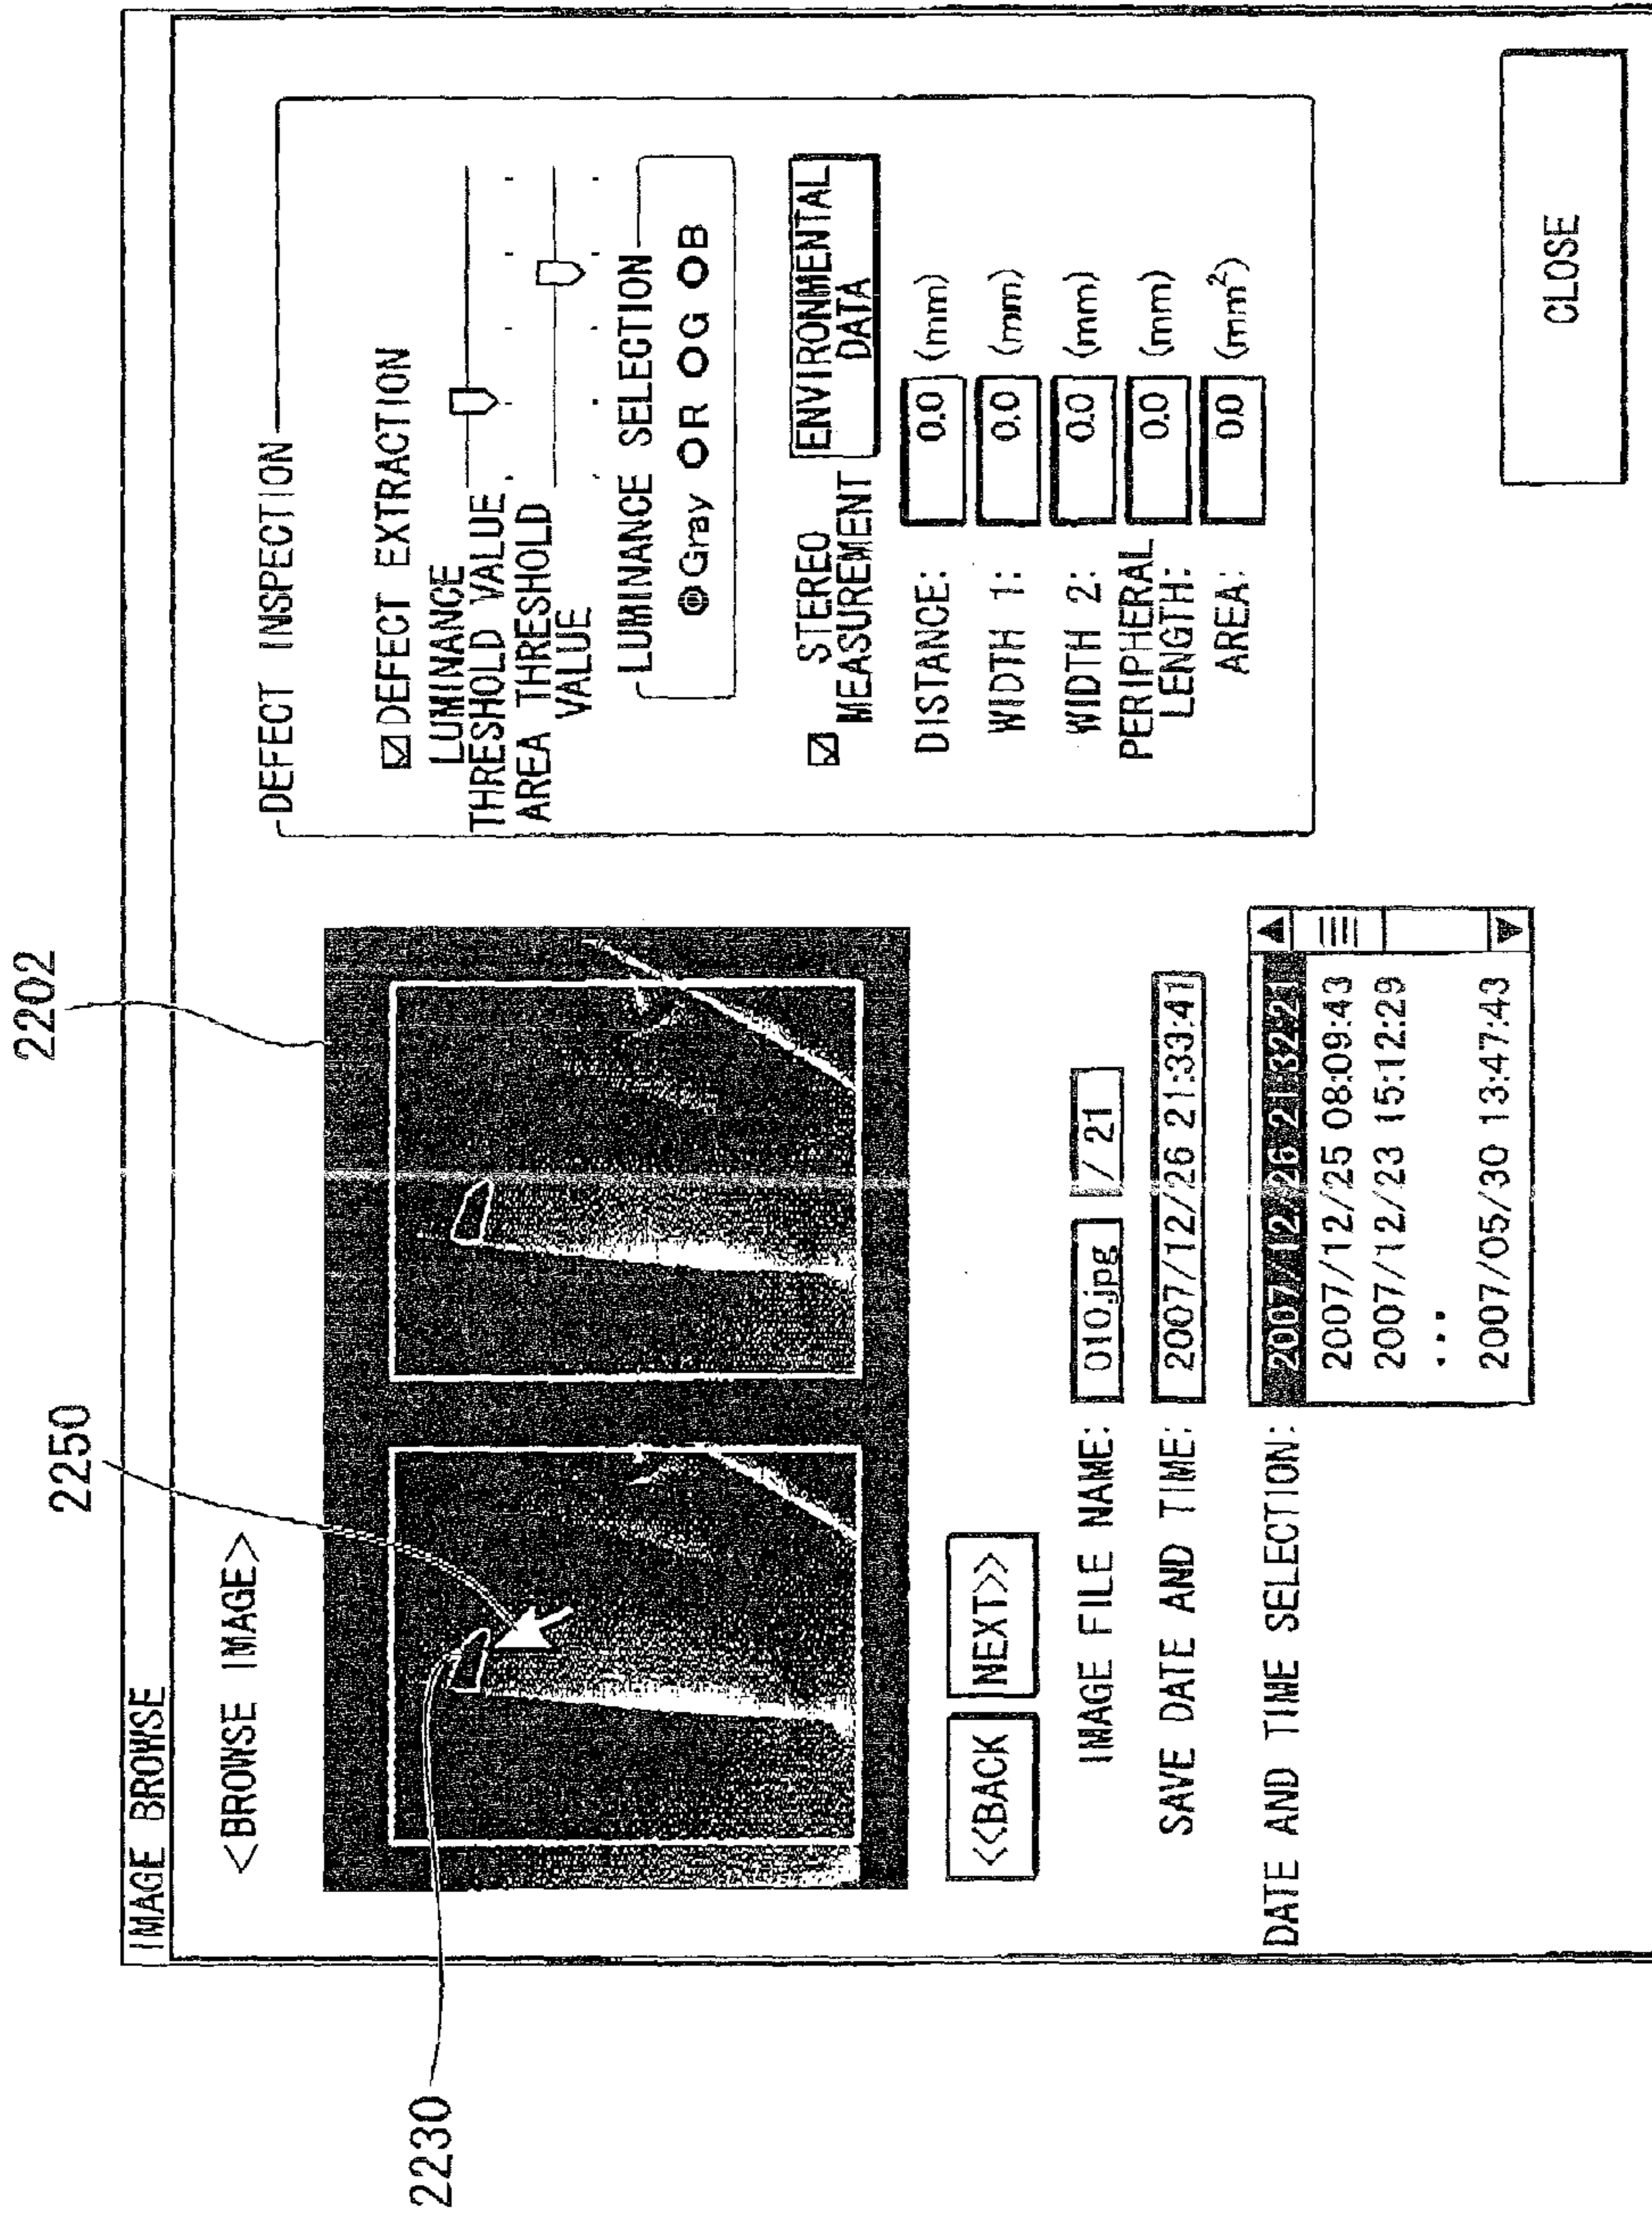 2202
2250
2230
IMAGE BROWSE
<BROWSE IMAGE>
<<BACK
NEXT>>
IMAGE FILE NAME: 010.jpg / 21
SAVE DATE AND TIME: 2007/12/26 21:33:41
DATE AND TIME SELECTION: 2007/12/26 21:32:21
2007/12/25 08:09:43
2007/12/23 15:12:29
...
2007/05/30 13:47:43
DEFECT INSPECTION
☑DEFECT EXTRACTION
LUMINANCE
THRESHOLD VALUE
AREA THRESHOLD
VALUE
LUMINANCE SELECTION
◎Gray ○R ○G ○B
☑ STEREO
MEASUREMENT
ENVIRONMENTAL
DATA
DISTANCE: 0.0 (mm)
WIDTH 1: 0.0 (mm)
WIDTH 2: 0.0 (mm)
PERIPHERAL
LENGTH: 0.0 (mm)
AREA: 0.0 (mm²)
CLOSE